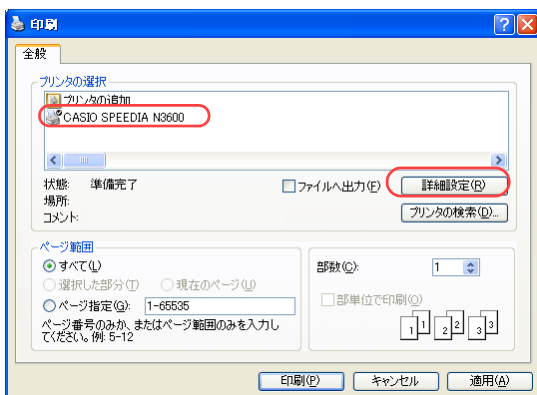 印刷
全般
プリンタの選択
プリンタの追加
CASIO SPEEDIA N3600
状態: 準備完了
場所:
コメント:
ファイルへ出力(F)
詳細設定(R)
プリンタの検索(D)...
ページ範囲
すべて(L)
選択した部分(T) 現在のページ(U)
ページ指定(G): 1-65535
ページ番号のみか、またはページ範囲のみを入力し
てください。例: 5-12
部数(C): 1
部単位で印刷(O)
1 1 2 2 3 3
印刷(P) キャンセル 適用(A)